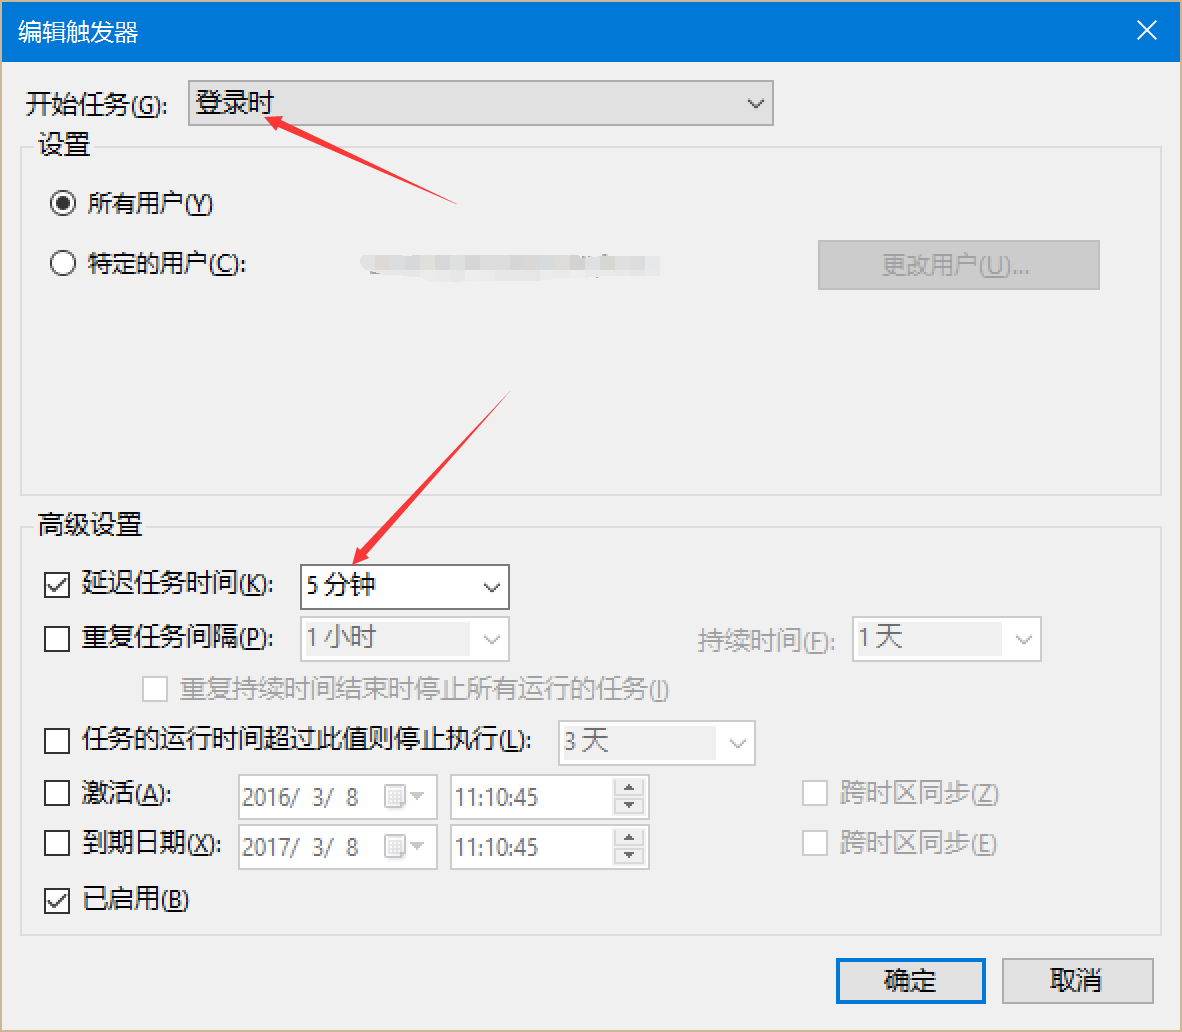 编辑触发器
开始任务(G): 登录时
设置
所有用户(Y)
特定的用户(C): 更改用户(U)...
高级设置
延迟任务时间(K): 5 分钟
重复任务间隔(P): 1 小时 持续时间(F): 1 天
重复持续时间结束时停止所有运行的任务(I)
任务的运行时间超过此值则停止执行(L): 3 天
激活(A): 2016/ 3/ 8 11:10:45 跨时区同步(Z)
到期日期(X): 2017/ 3/ 8 11:10:45 跨时区同步(E)
已启用(B)
确定 取消